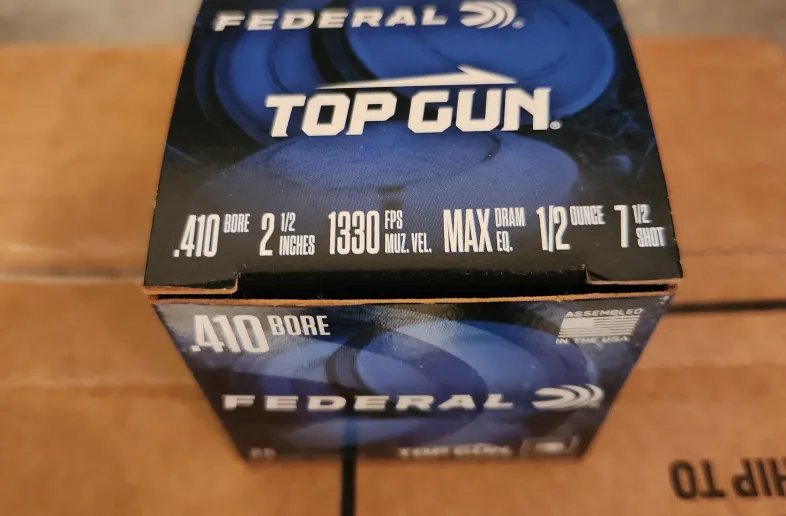 FEDERAL®
TOP GUN®
.410 BORE 2 1/2 INCHES 1330 FPS MUZ. VEL. MAX DRAM EQ. 1/2 OUNCE 7 1/2 SHOT
.410 BORE
ASSEMBLED
IN THE USA
FEDERAL
TOP GUN
HIP TO